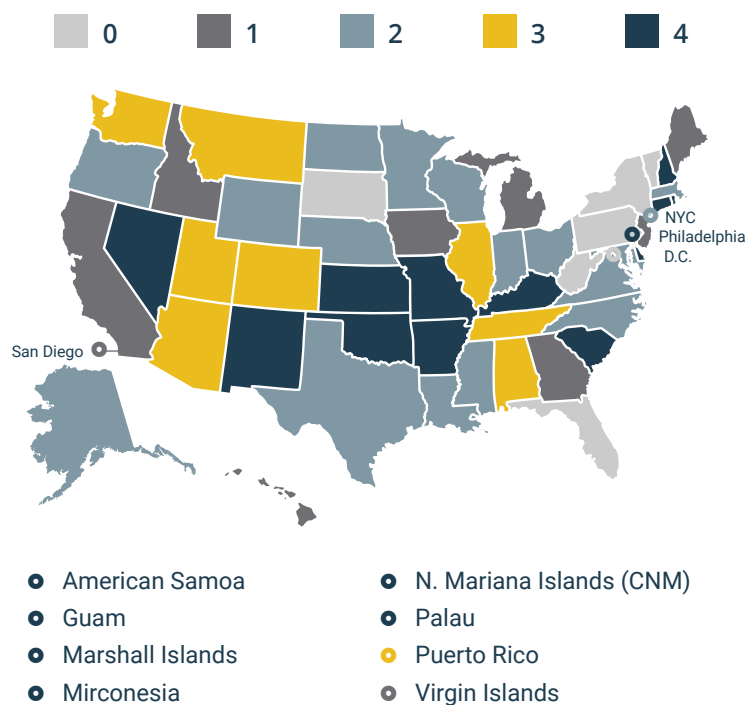 0 1 2 3 4
NYC
Philadelphia
D.C.
San Diego
American Samoa
Guam
Marshall Islands
Mirconesia
N. Mariana Islands (CNM)
Palau
Puerto Rico
Virgin Islands